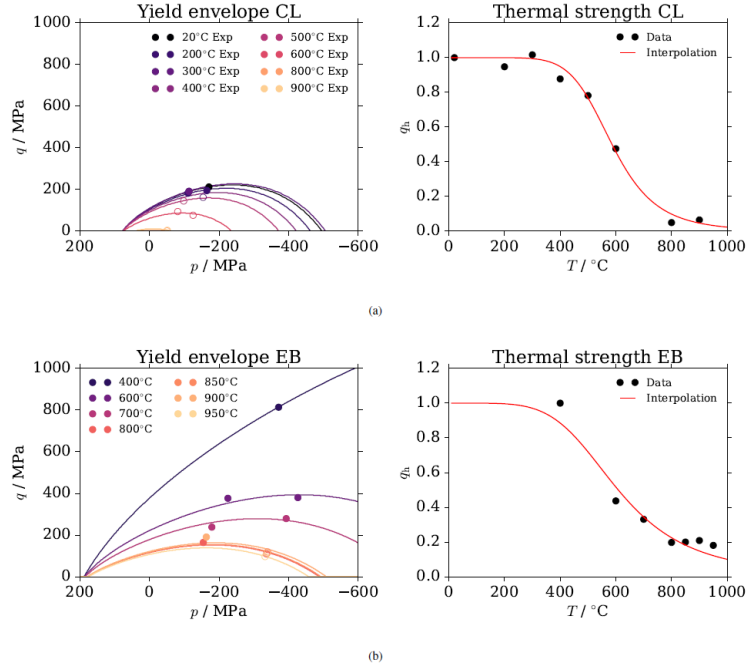 Yield envelope CL
1000
800
600
400
200
0
q / MPa
20°C Exp
200°C Exp
300°C Exp
400°C Exp
500°C Exp
600°C Exp
800°C Exp
900°C Exp
200 0 −200 −400 −600
p / MPa
Thermal strength CL
1.2
1.0
0.8
0.6
0.4
0.2
0.0
qh
Data
Interpolation
0 200 400 600 800 1000
T / °C
(a)
Yield envelope EB
1000
800
600
400
200
0
q / MPa
400°C
600°C
700°C
800°C
850°C
900°C
950°C
200 0 −200 −400 −600
p / MPa
Thermal strength EB
1.2
1.0
0.8
0.6
0.4
0.2
0.0
qh
Data
Interpolation
0 200 400 600 800 1000
T / °C
(b)